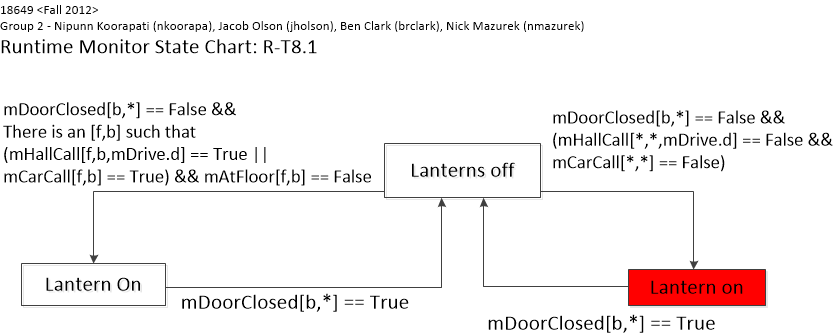 18649 <Fall 2012>
Group 2 - Nipunn Koorapati (nkoorapa), Jacob Olson (jholson), Ben Clark (brclark), Nick Mazurek (nmazurek)
Runtime Monitor State Chart: R-T8.1
mDoorClosed[b,*] == False &&
There is an [f,b] such that
(mHallCall[f,b,mDrive.d] == True ||
mCarCall[f,b] == True) && mAtFloor[f,b] == False
mDoorClosed[b,*] == False &&
(mHallCall[*,*,mDrive.d] == False &&
mCarCall[*,*] == False)
Lanterns off
Lantern On
mDoorClosed[b,*] == True
Lantern on
mDoorClosed[b,*] == True